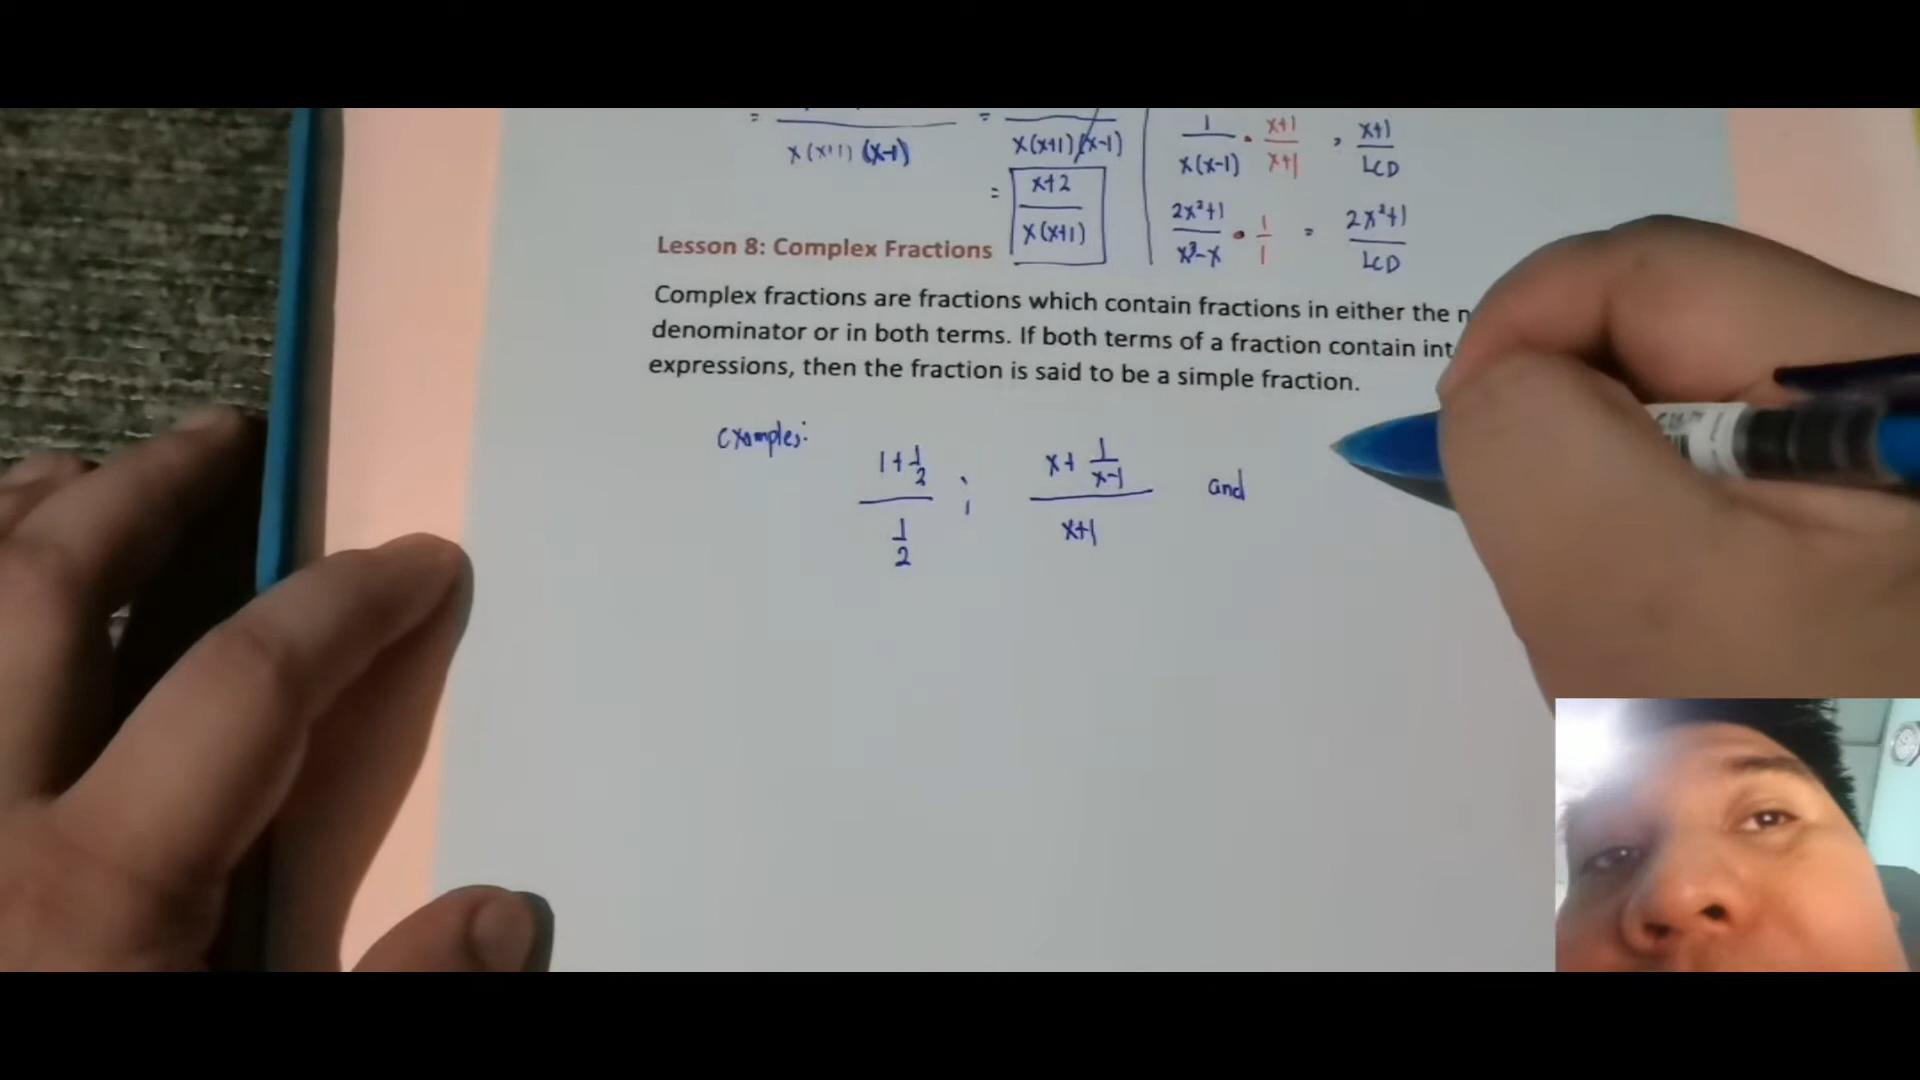 = x(x+1)(x-1) = x(x+1)(x-1)
1/x(x-1) · x+1/x+1 , x+1/LCD
= x+2/x(x+1)
2x²+1/x³-x · 1/1 = 2x²+1/LCD
Lesson 8: Complex Fractions
Complex fractions are fractions which contain fractions in either the
denominator or in both terms. If both terms of a fraction contain
expressions, then the fraction is said to be a simple fraction.
examples:
1+1/2 / 1/2 ; x+ 1/x-1 / x+1 and